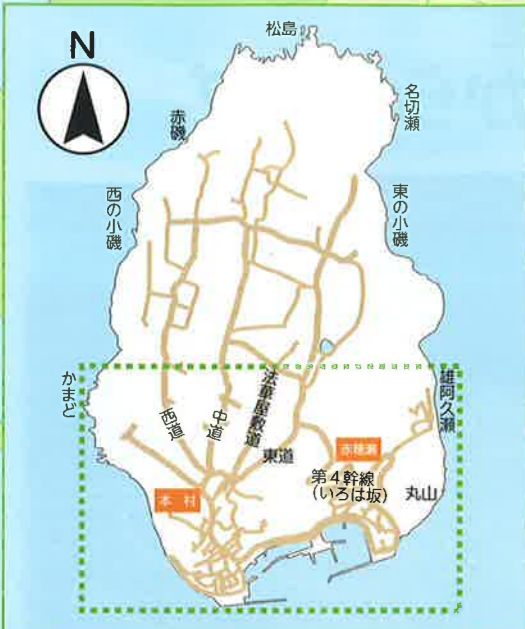 松島
N
名切瀬
赤磯
西の小磯
東の小磯
かまど
雄阿久瀬
法華屋敷道
西道
中道
東道
赤穂瀬
第4幹線
(いろは坂)
丸山
本村